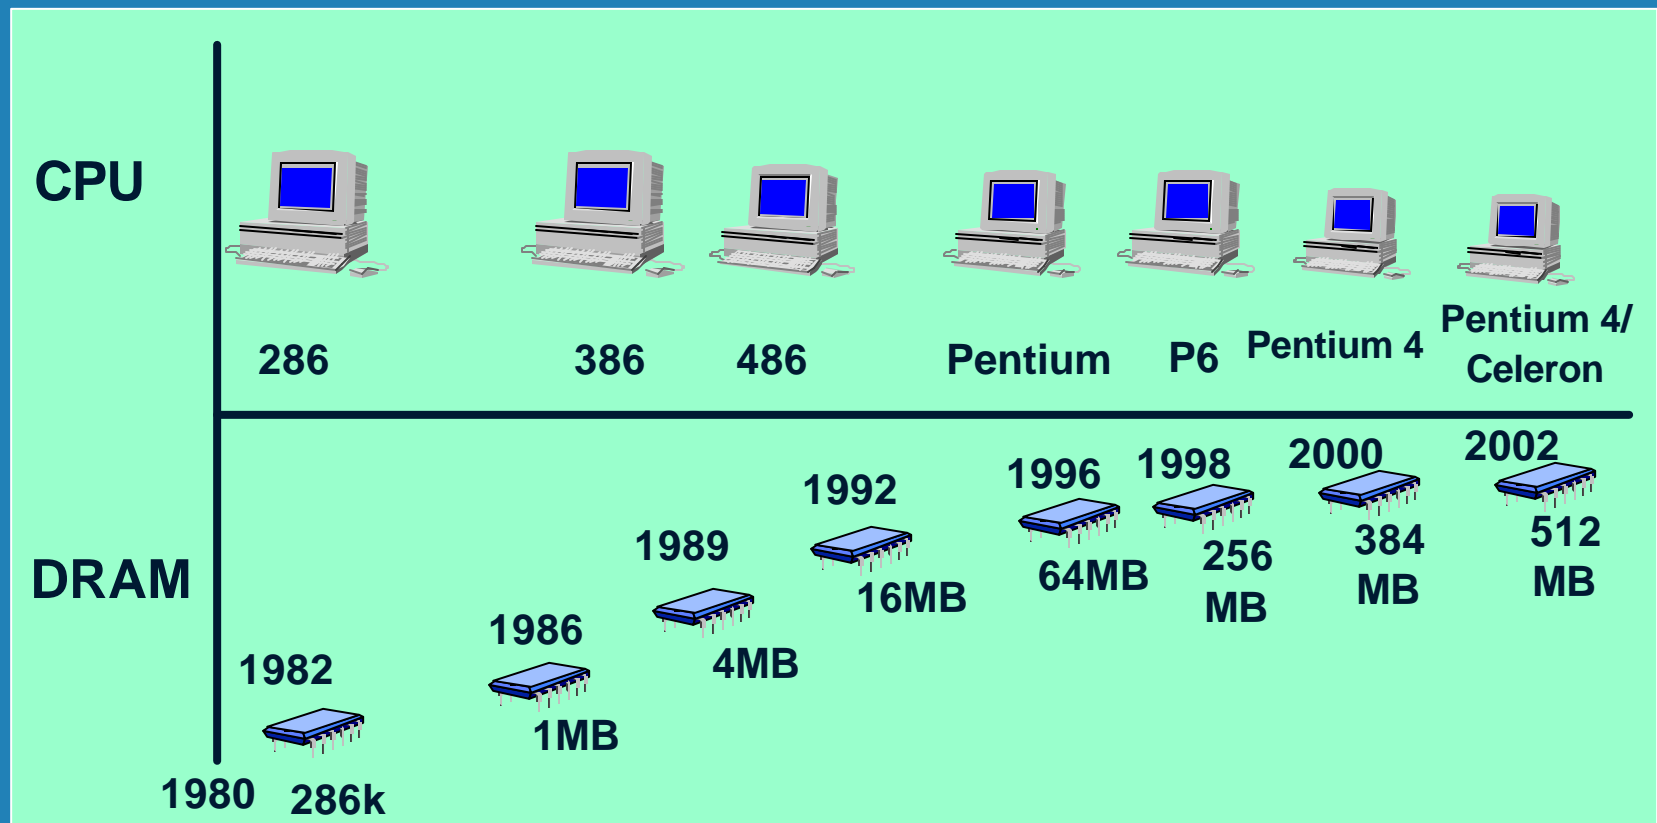 CPU
286
386
486
Pentium
P6
Pentium 4
Pentium 4/
Celeron
DRAM
1980
1982
286k
1986
1MB
1989
4MB
1992
16MB
1996
64MB
1998
256
MB
2000
384
MB
2002
512
MB